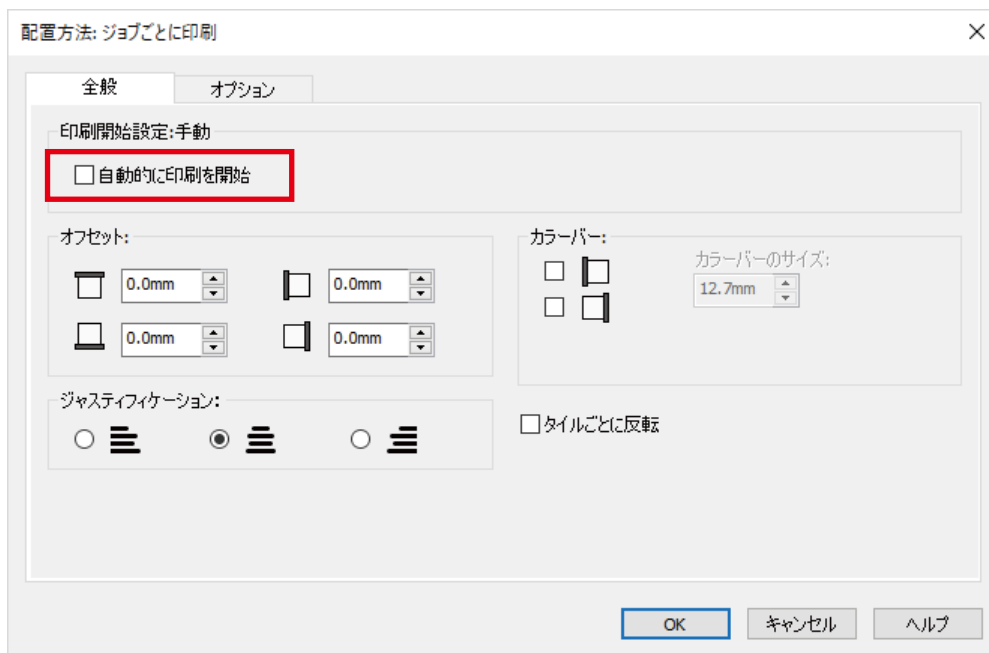 配置方法: ジョブごとに印刷
全般
オプション
印刷開始設定:手動
自動的に印刷を開始
オフセット:
カラーバー:
0.0mm
0.0mm
カラーバーのサイズ:
12.7mm
0.0mm
0.0mm
ジャスティフィケーション:
タイルごとに反転
OK
キャンセル
ヘルプ